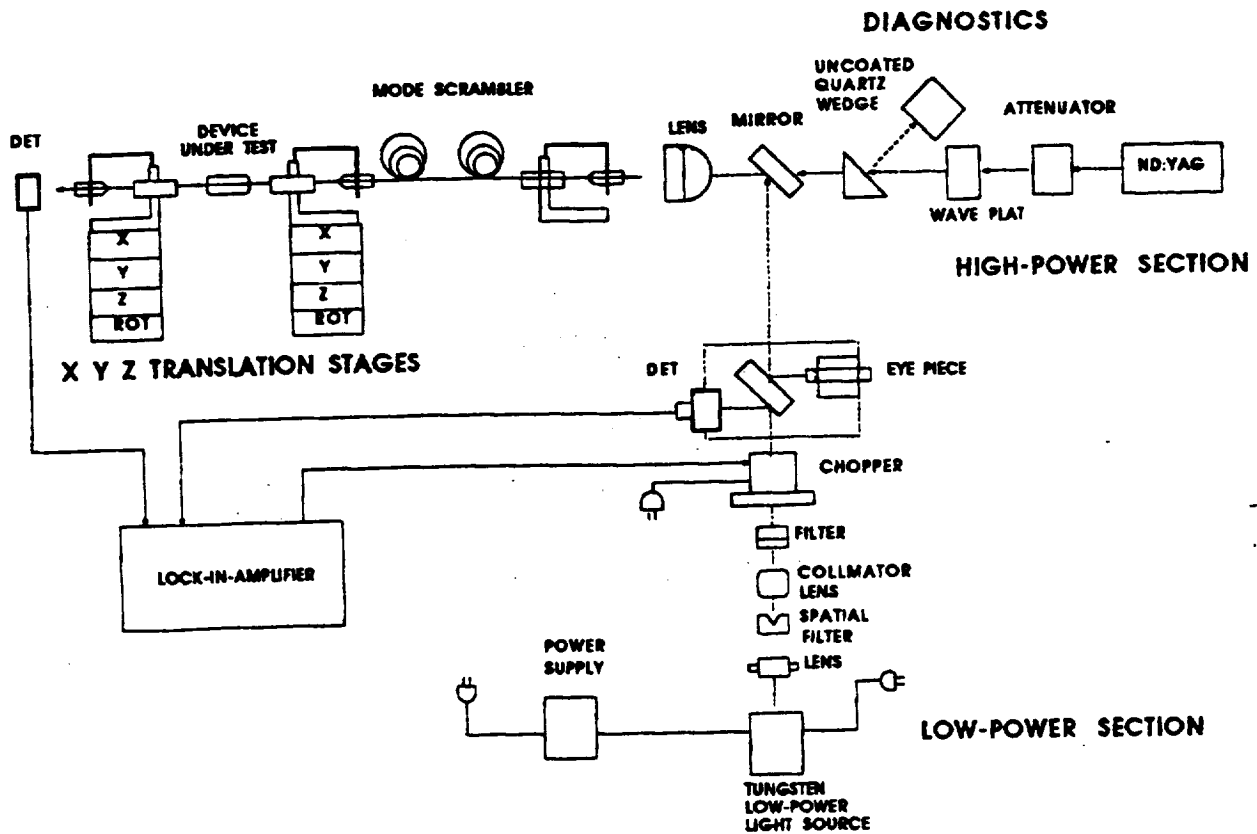 DIAGNOSTICS
UNCOATED
QUARTZ
WEDGE
ATTENUATOR
MODE SCRAMBLER
LENS
MIRROR
DET
DEVICE
UNDER TEST
ND:YAG
WAVE PLAT
HIGH-POWER SECTION
X
Y
Z
ROT
X
Y
Z
ROT
X Y Z TRANSLATION STAGES
DET
EYE PIECE
CHOPPER
LOCK-IN-AMPLIFIER
FILTER
COLLMATOR
LENS
SPATIAL
FILTER
LENS
POWER
SUPPLY
LOW-POWER SECTION
TUNGSTEN
LOW-POWER
LIGHT SOURCE